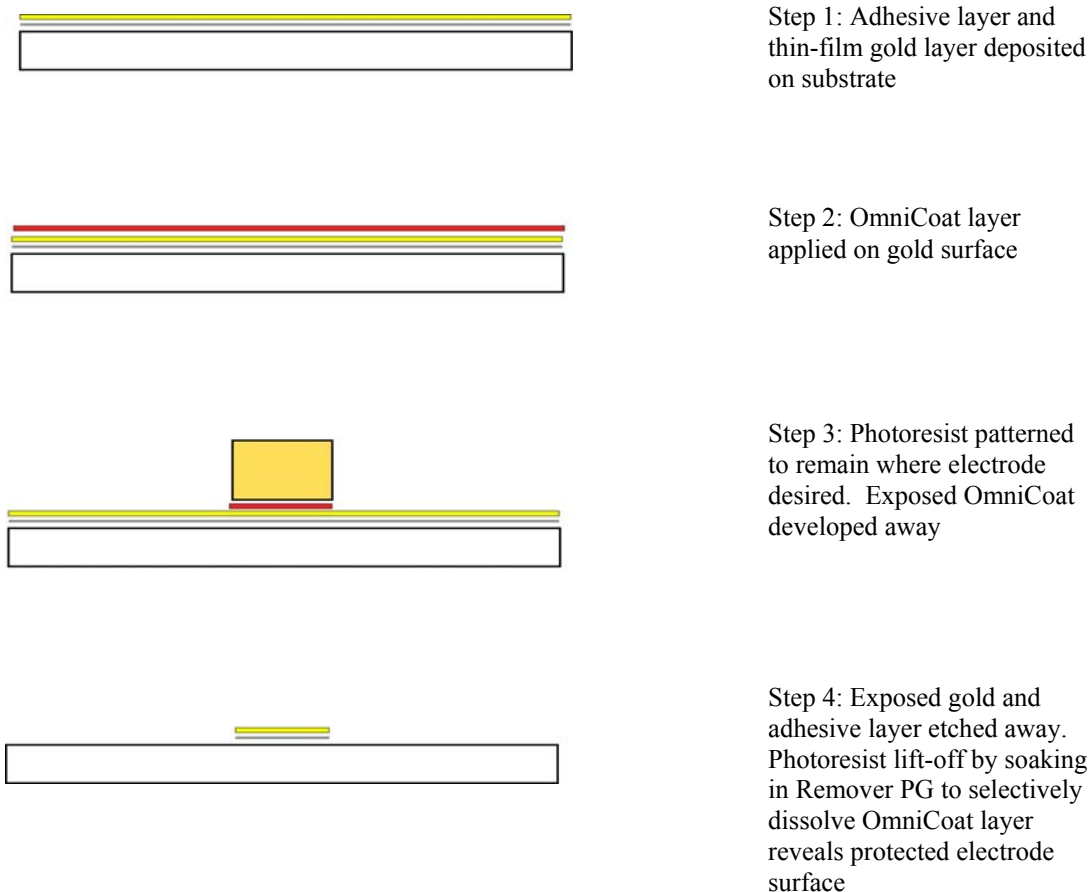 Step 1: Adhesive layer and
thin-film gold layer deposited
on substrate
Step 2: OmniCoat layer
applied on gold surface
Step 3: Photoresist patterned
to remain where electrode
desired.  Exposed OmniCoat
developed away
Step 4: Exposed gold and
adhesive layer etched away.
Photoresist lift-off by soaking
in Remover PG to selectively
dissolve OmniCoat layer
reveals protected electrode
surface